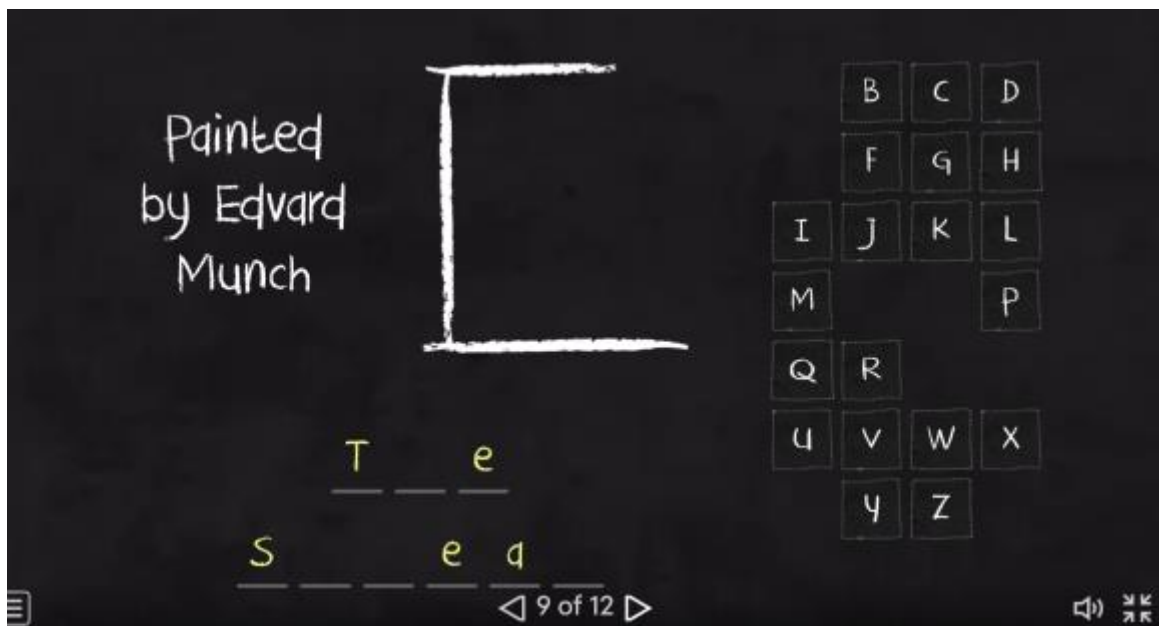 Painted
by Edvard
Munch
B C D
F G H
I J K L
M P
Q R
U V W X
Y Z
T _ e
S _ _ e a _
9 of 12